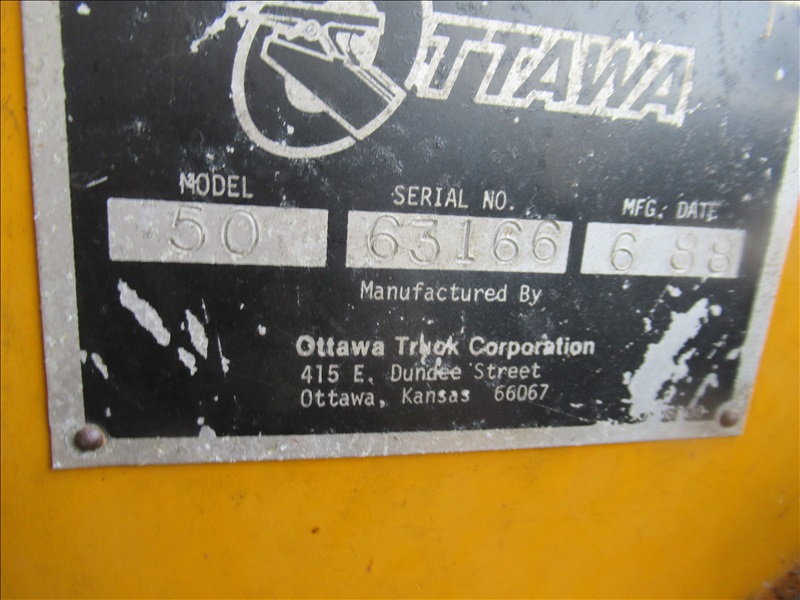 OTTAWA
MODEL SERIAL NO. MFG. DATE
50 63166 6 88
Manufactured By
Ottawa Truck Corporation
415 E. Dundee Street
Ottawa, Kansas 66067